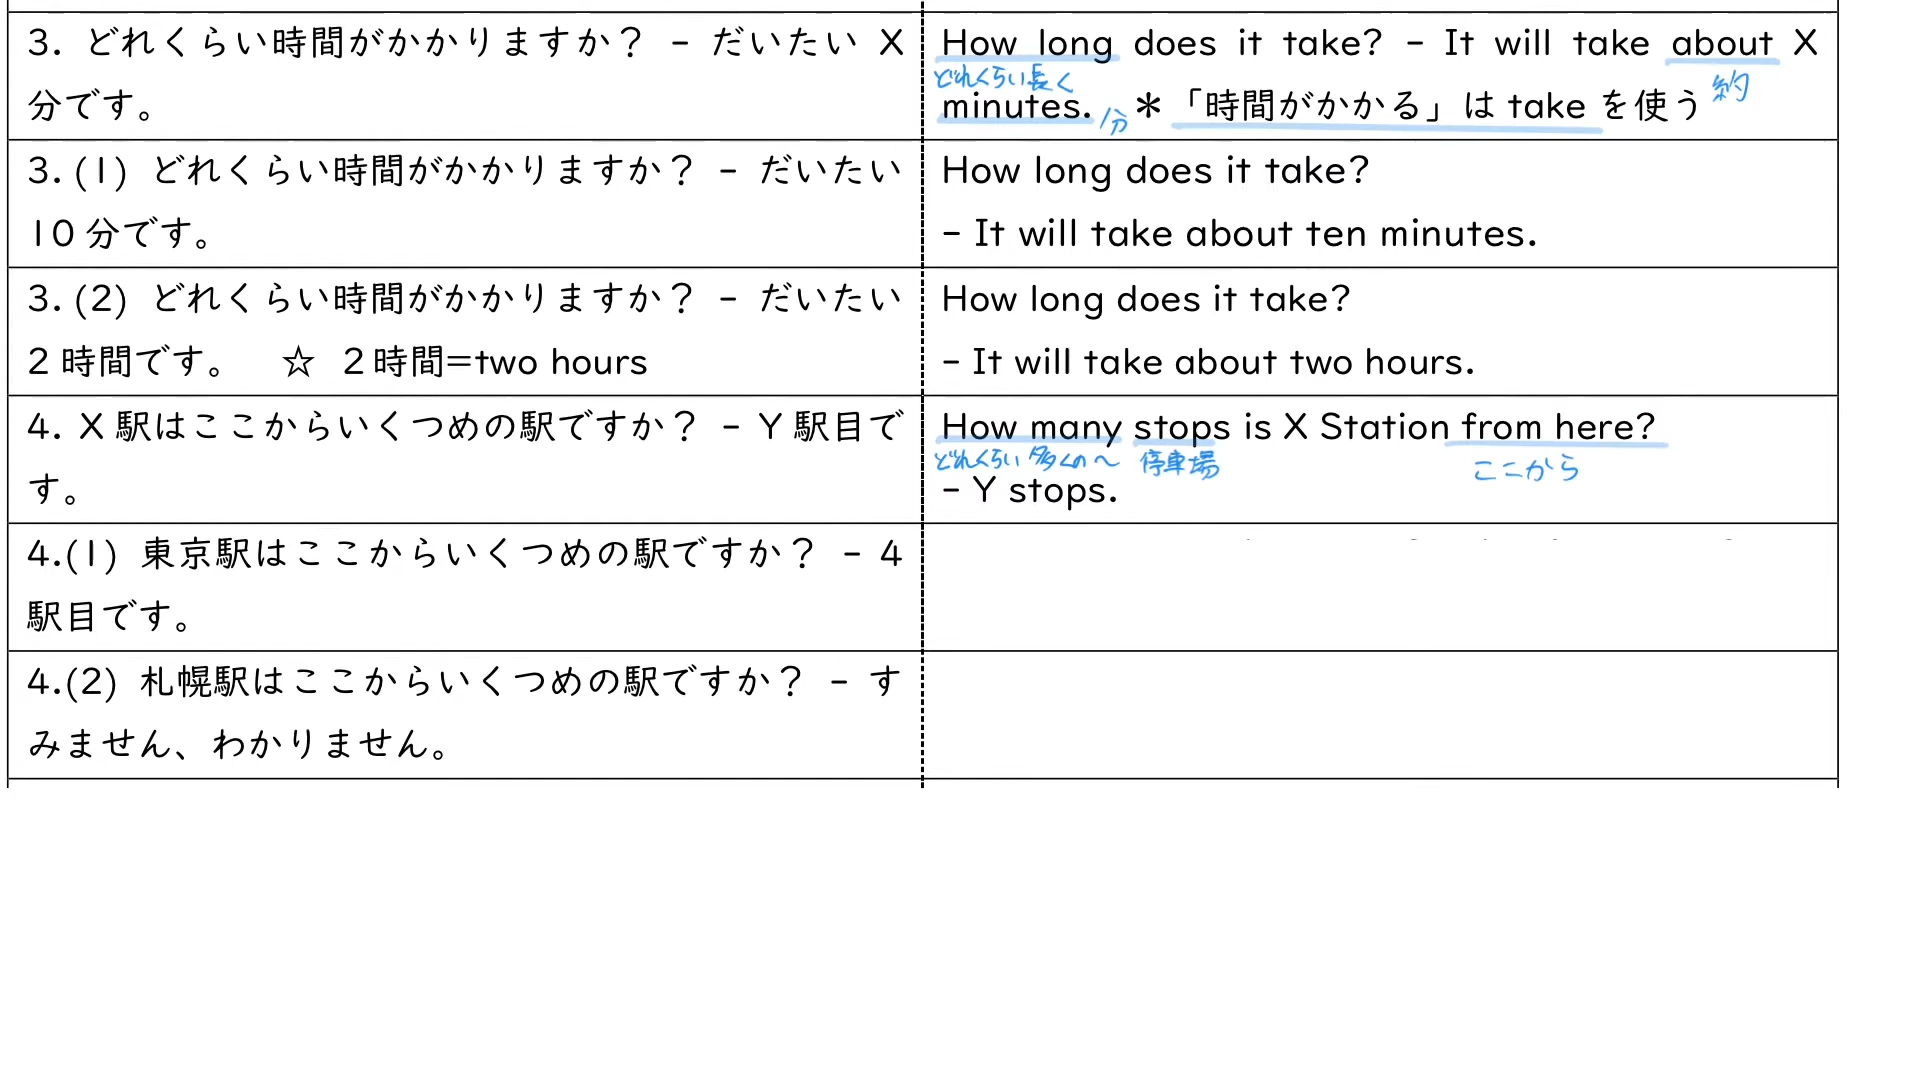 3. どれくらい時間がかかりますか？ – だいたい X
分です。
How long does it take? – It will take about X
どれくらい長く
約
minutes. ＊「時間がかかる」は take を使う
分
3. (1) どれくらい時間がかかりますか？ – だいたい
10 分です。
How long does it take?
– It will take about ten minutes.
3. (2) どれくらい時間がかかりますか？ – だいたい
2 時間です。 ☆ 2 時間=two hours
How long does it take?
– It will take about two hours.
4. X 駅はここからいくつめの駅ですか？ – Y 駅目で
す。
How many stops is X Station from here?
どれくらい多くの〜 停車場 ここから
– Y stops.
4.(1) 東京駅はここからいくつめの駅ですか？ – 4
駅目です。
4.(2) 札幌駅はここからいくつめの駅ですか？ – す
みません、わかりません。